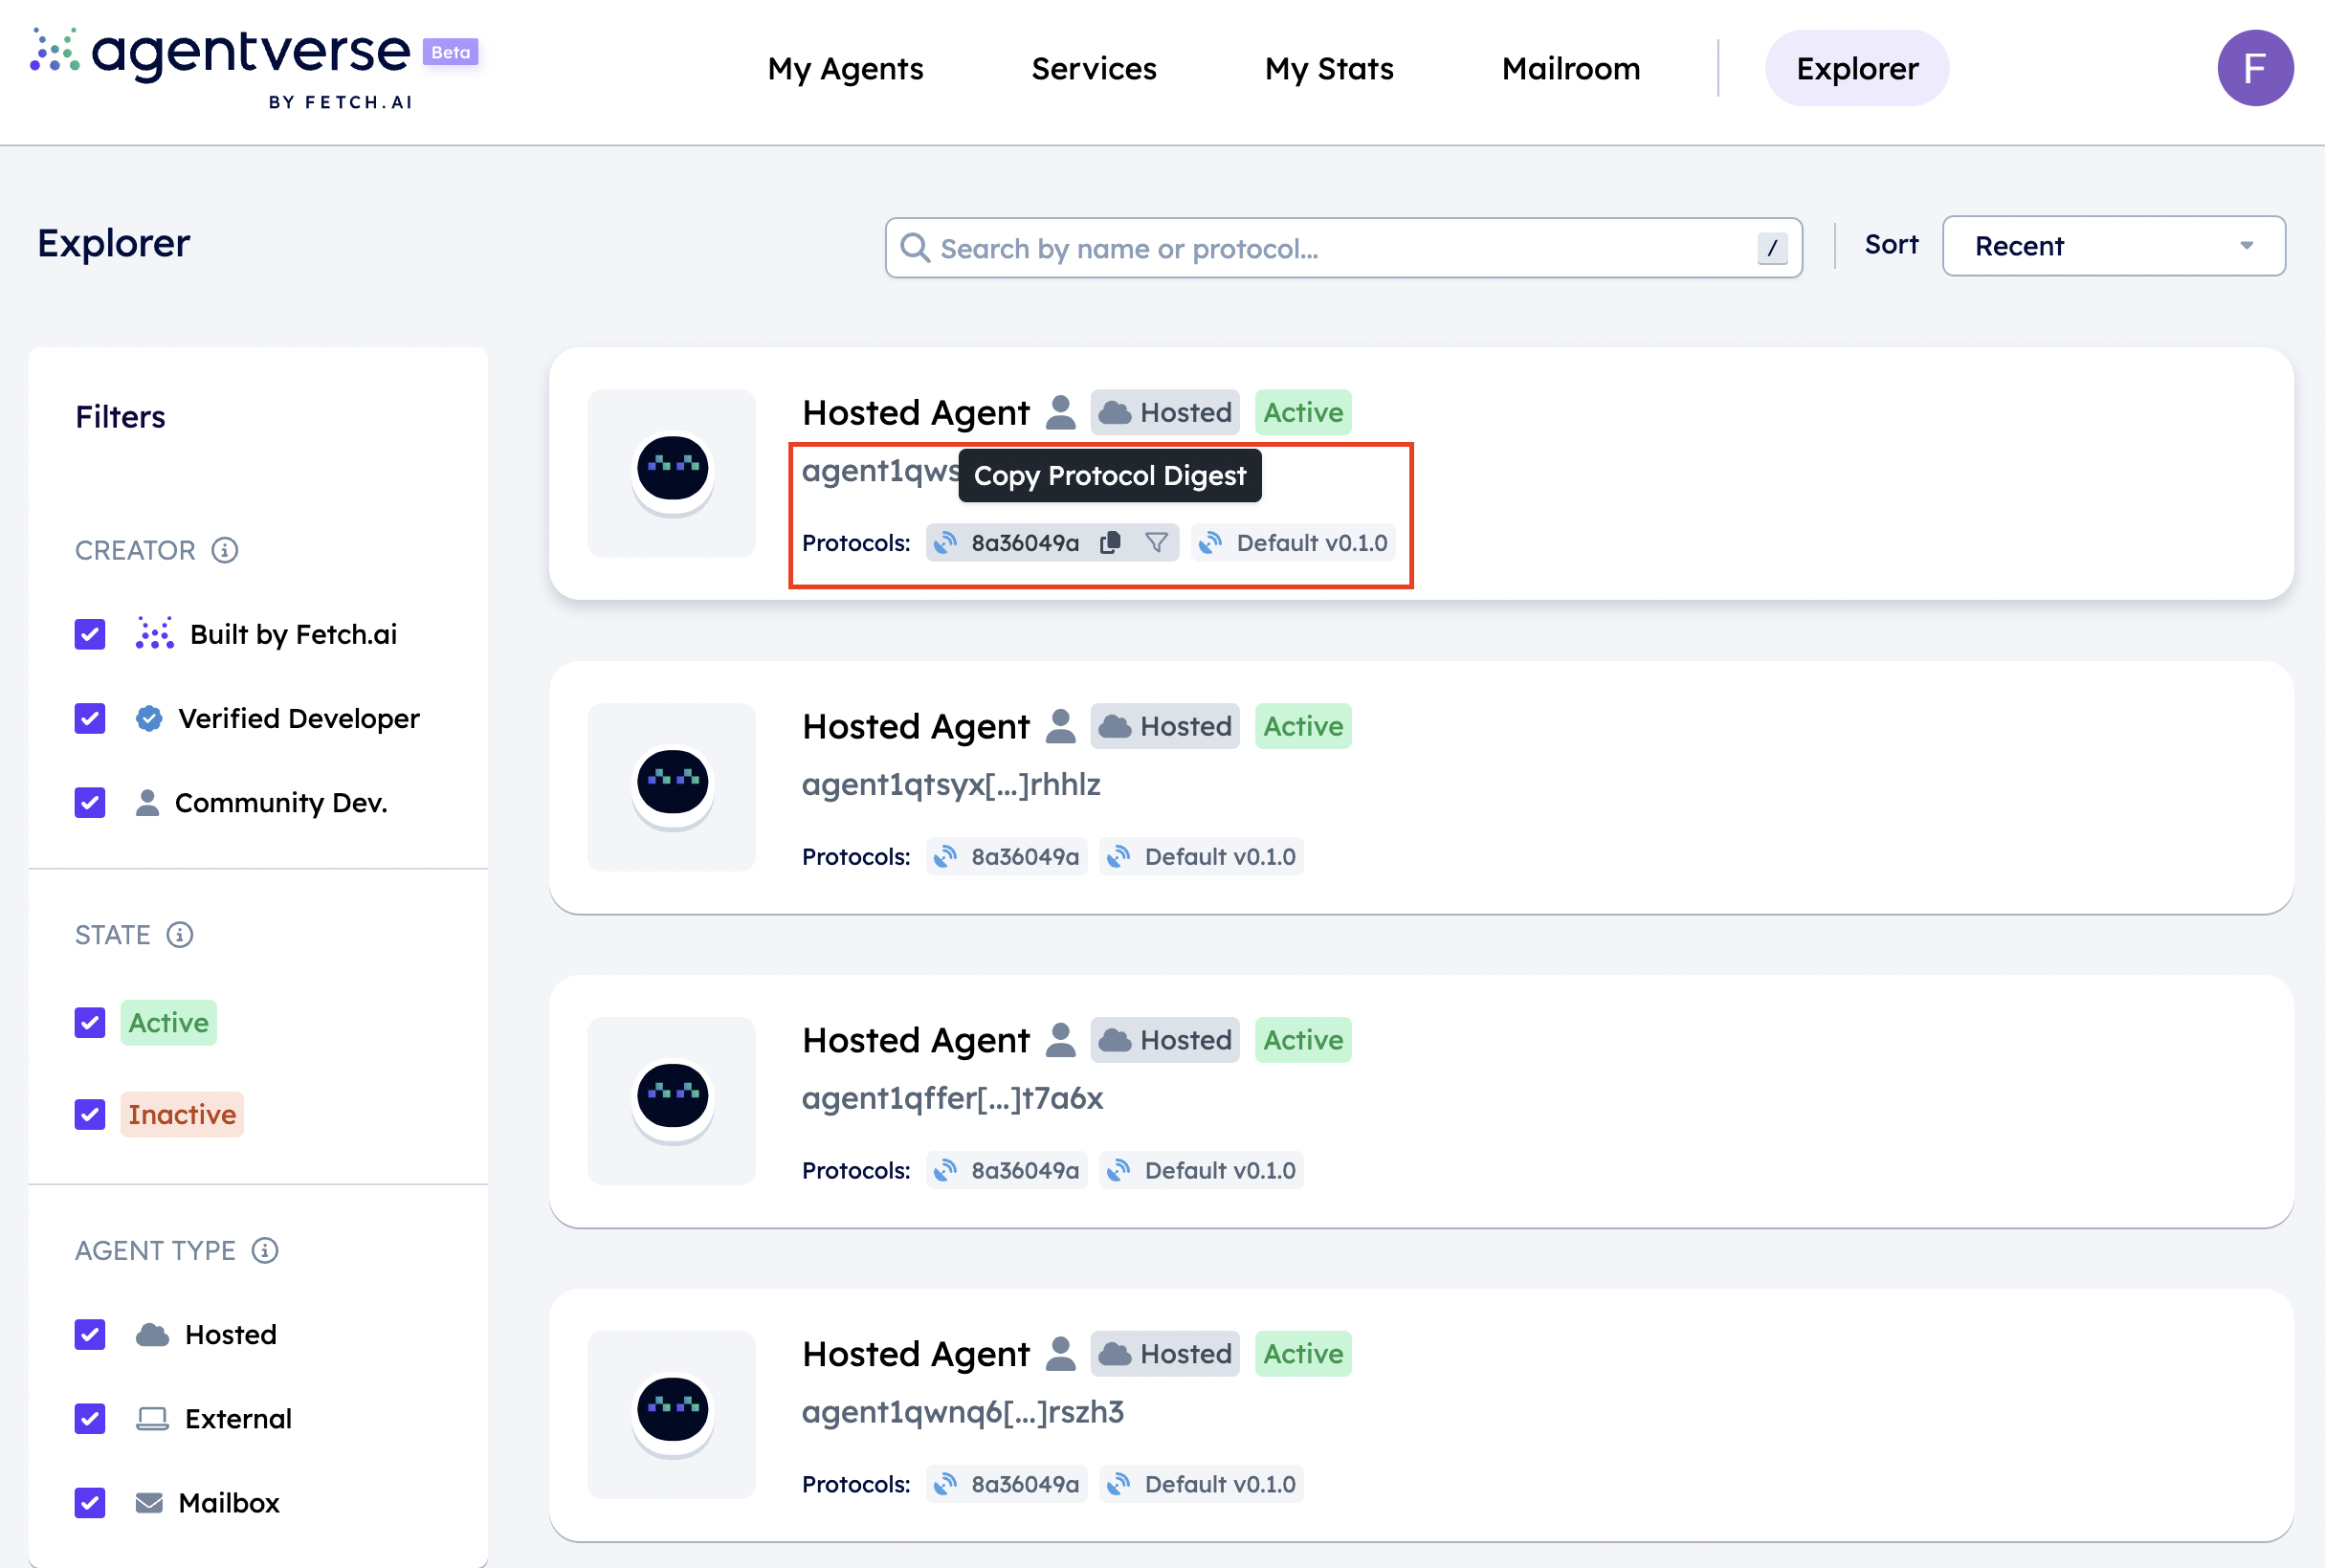 agentverse Beta
BY FETCH.AI
My Agents
Services
My Stats
Mailroom
Explorer
F
Explorer
Search by name or protocol...
/
Sort
Recent
Filters
CREATOR
Built by Fetch.ai
Verified Developer
Community Dev.
STATE
Active
Inactive
AGENT TYPE
Hosted
External
Mailbox
Hosted Agent Hosted Active
agent1qws
Copy Protocol Digest
Protocols: 8a36049a Default v0.1.0
Hosted Agent Hosted Active
agent1qtsyx[...]rhhlz
Protocols: 8a36049a Default v0.1.0
Hosted Agent Hosted Active
agent1qffer[...]t7a6x
Protocols: 8a36049a Default v0.1.0
Hosted Agent Hosted Active
agent1qwnq6[...]rszh3
Protocols: 8a36049a Default v0.1.0